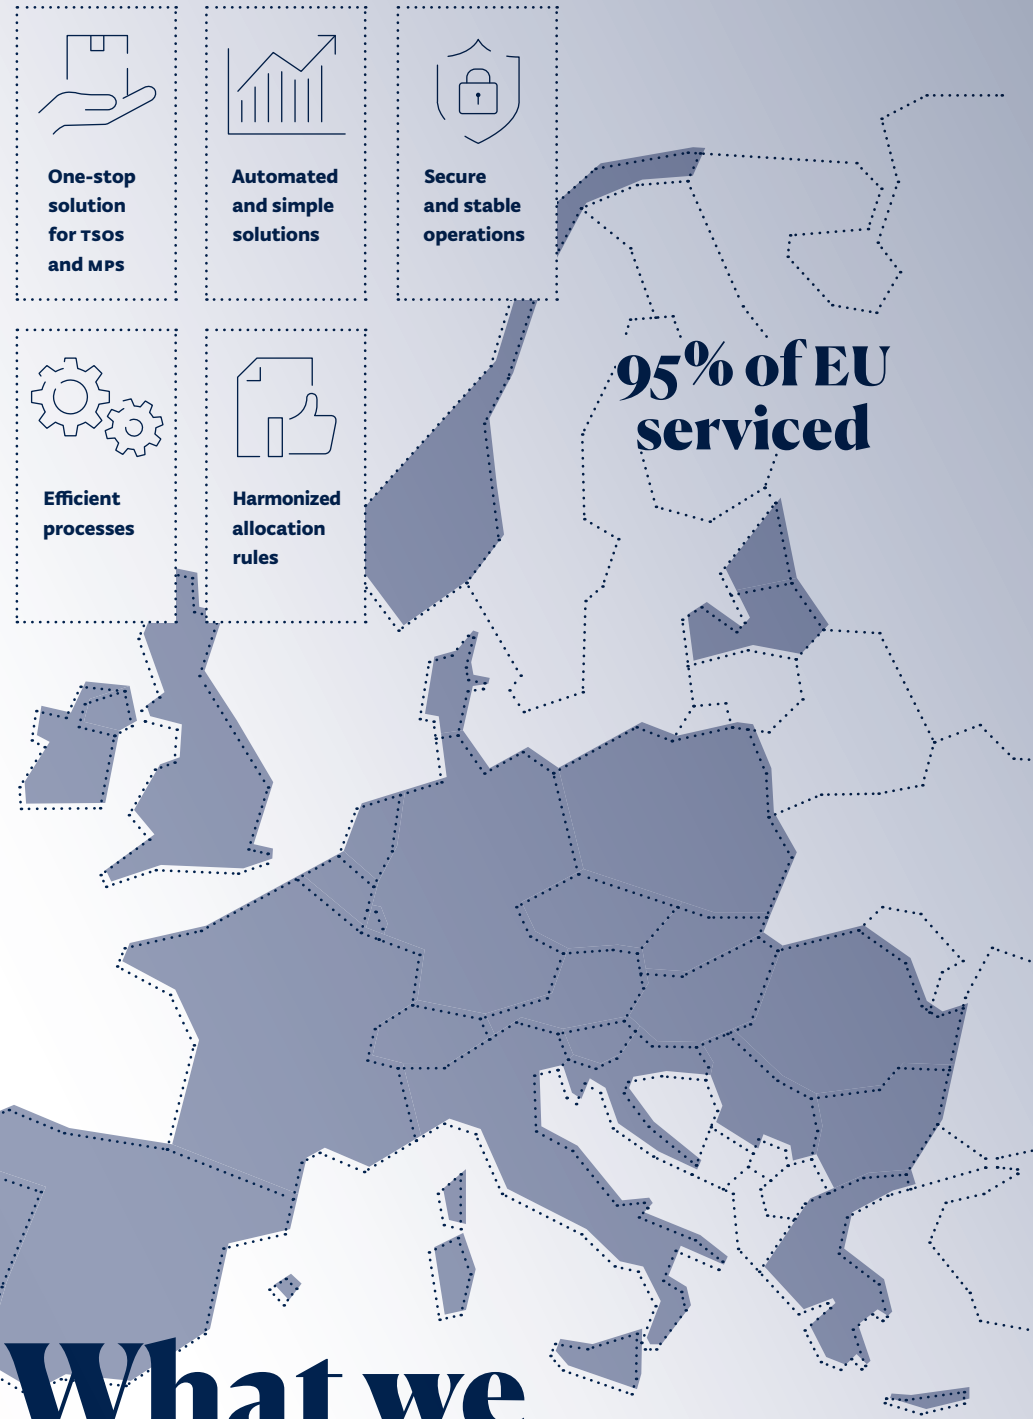 One-stop
solution
for TSOs
and MPs
Automated
and simple
solutions
Secure
and stable
operations
95% of EU
serviced
Efficient
processes
Harmonized
allocation
rules
What we